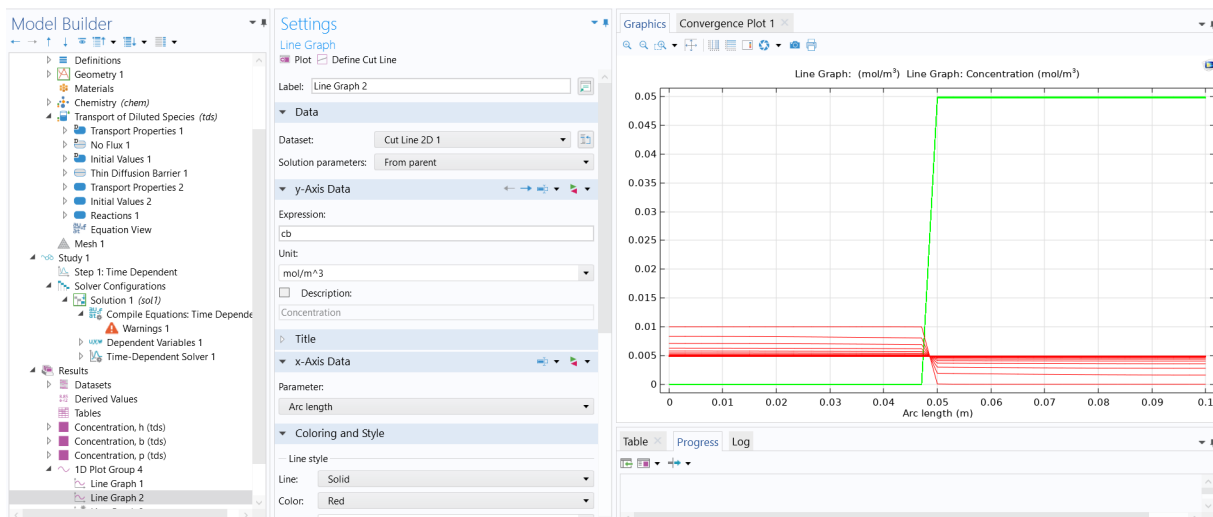 Model Builder
Definitions
Geometry 1
Materials
Chemistry (chem)
Transport of Diluted Species (tds)
Transport Properties 1
No Flux 1
Initial Values 1
Thin Diffusion Barrier 1
Transport Properties 2
Initial Values 2
Reactions 1
Equation View
Mesh 1
Study 1
Step 1: Time Dependent
Solver Configurations
Solution 1 (sol1)
Compile Equations: Time Depende
Warnings 1
Dependent Variables 1
Time-Dependent Solver 1
Results
Datasets
Derived Values
Tables
Concentration, h (tds)
Concentration, b (tds)
Concentration, p (tds)
1D Plot Group 4
Line Graph 1
Line Graph 2
Settings
Line Graph
Plot Define Cut Line
Label: Line Graph 2
Data
Dataset: Cut Line 2D 1
Solution parameters: From parent
y-Axis Data
Expression:
cb
Unit:
mol/m^3
Description:
Concentration
Title
x-Axis Data
Parameter:
Arc length
Coloring and Style
Line style
Line: Solid
Color: Red
Graphics Convergence Plot 1
Line Graph: (mol/m³) Line Graph: Concentration (mol/m³)
0.05
0.045
0.04
0.035
0.03
0.025
0.02
0.015
0.01
0.005
0
0 0.01 0.02 0.03 0.04 0.05 0.06 0.07 0.08 0.09 0.1
Arc length (m)
Table Progress Log